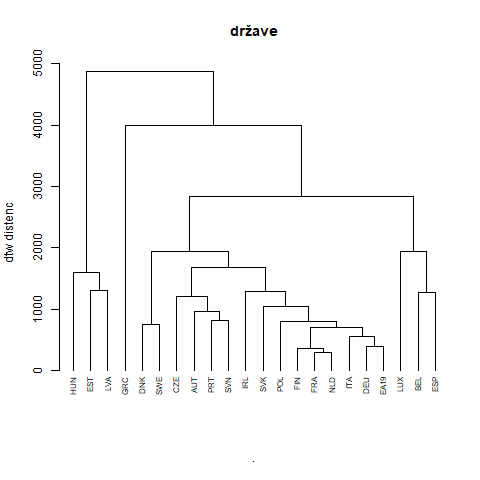 države
dtw distenc
5000
4000
3000
2000
1000
0
HUN EST LVA GRC DNK SWE CZE AUT PRT SVN IRL SVK POL FIN FRA NLD ITA DEU EA19 LUX BEL ESP
.